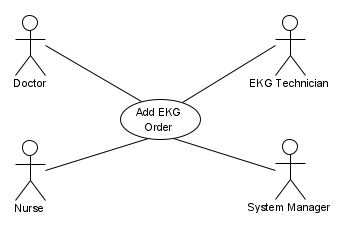 Doctor
EKG Technician
Add EKG
Order
Nurse
System Manager